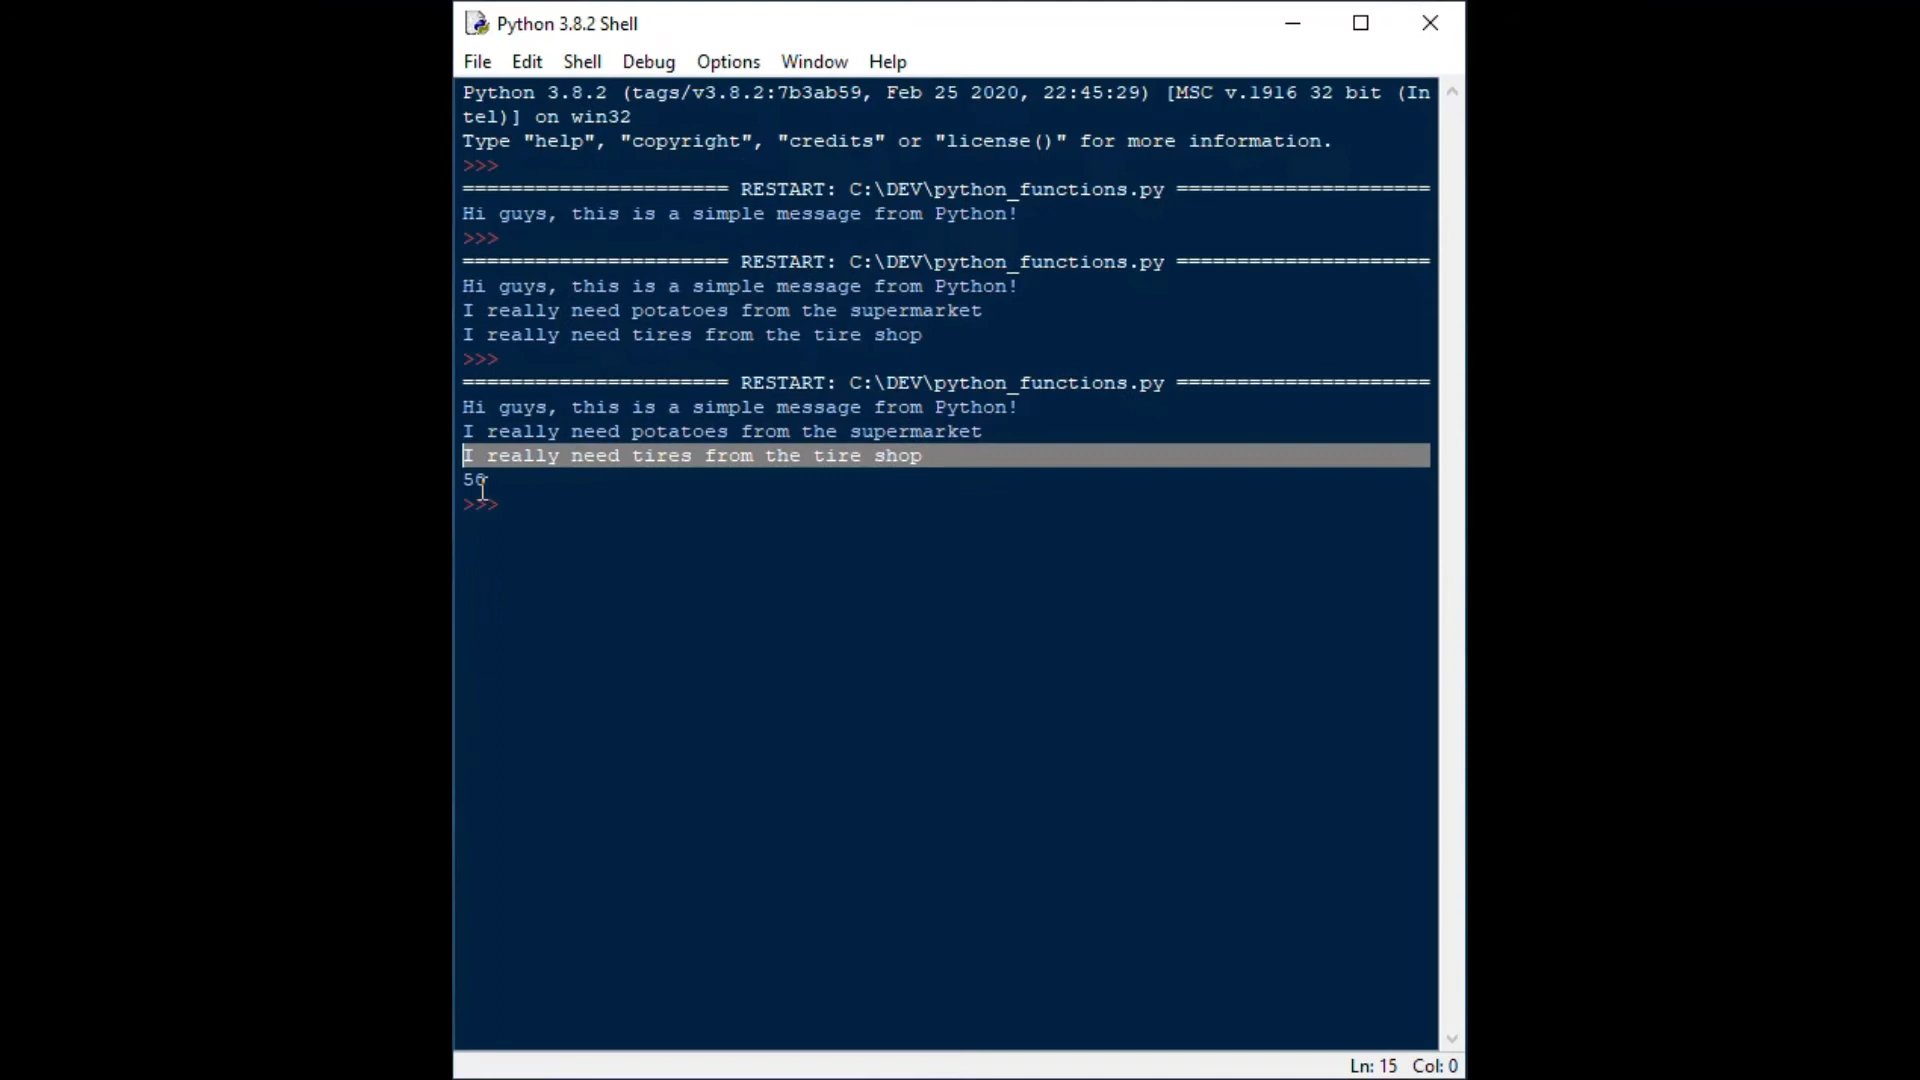 Python 3.8.2 Shell
File Edit Shell Debug Options Window Help
Python 3.8.2 (tags/v3.8.2:7b3ab59, Feb 25 2020, 22:45:29) [MSC v.1916 32 bit (In
tel)] on win32
Type "help", "copyright", "credits" or "license()" for more information.
>>>
====================== RESTART: C:\DEV\python_functions.py =====================
Hi guys, this is a simple message from Python!
>>>
====================== RESTART: C:\DEV\python_functions.py =====================
Hi guys, this is a simple message from Python!
I really need potatoes from the supermarket
I really need tires from the tire shop
>>>
====================== RESTART: C:\DEV\python_functions.py =====================
Hi guys, this is a simple message from Python!
I really need potatoes from the supermarket
I really need tires from the tire shop
>>>
Ln: 15 Col: 0